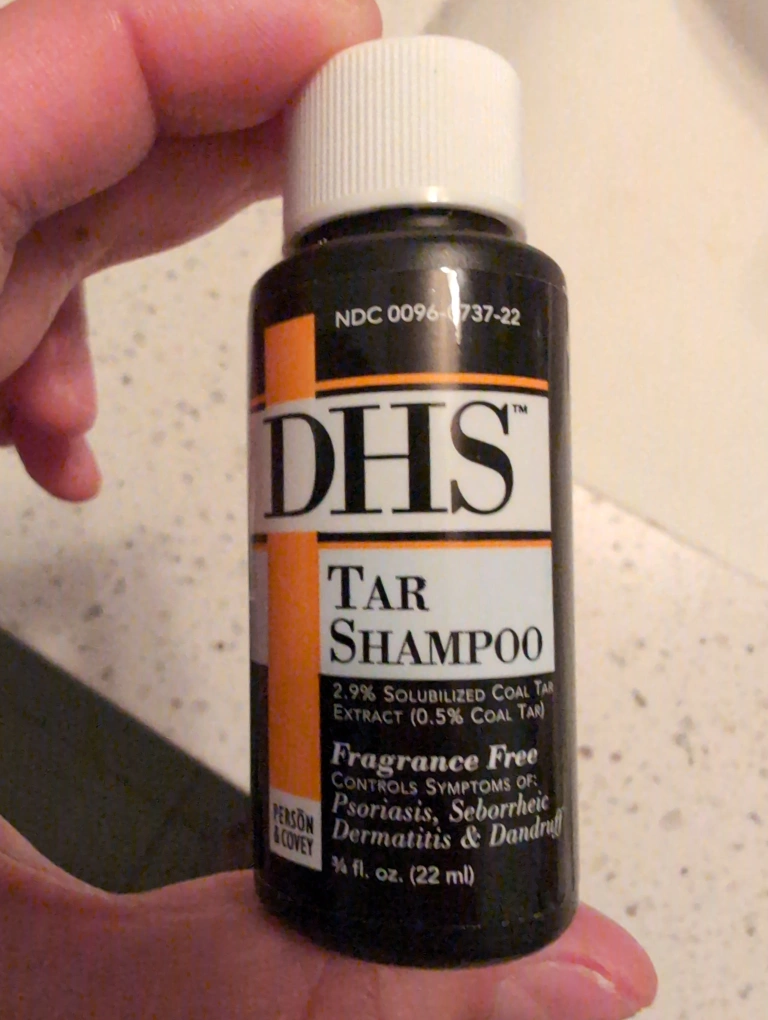 NDC 0096-0737-22
DHS™
TAR
SHAMPOO
2.9% SOLUBILIZED COAL TAR
EXTRACT (0.5% COAL TAR)
Fragrance Free
CONTROLS SYMPTOMS OF:
Psoriasis, Seborrheic
Dermatitis & Dandruff
PERSŌN
& COVEY
¾ fl. oz. (22 ml)